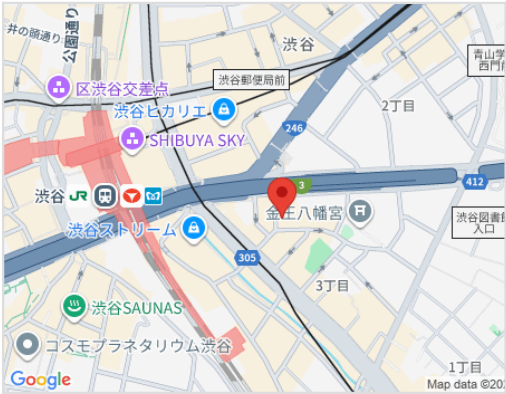 井の頭通り
公園通り
渋谷
青山学
西門前
区渋谷交差点
渋谷郵便局前
渋谷ヒカリエ
2丁目
246
SHIBUYA SKY
412
3
渋谷 JR
金王八幡宮
渋谷図書館
入口
渋谷ストリーム
305
3丁目
渋谷SAUNAS
コスモプラネタリウム渋谷
1丁目
Google
Map data ©20